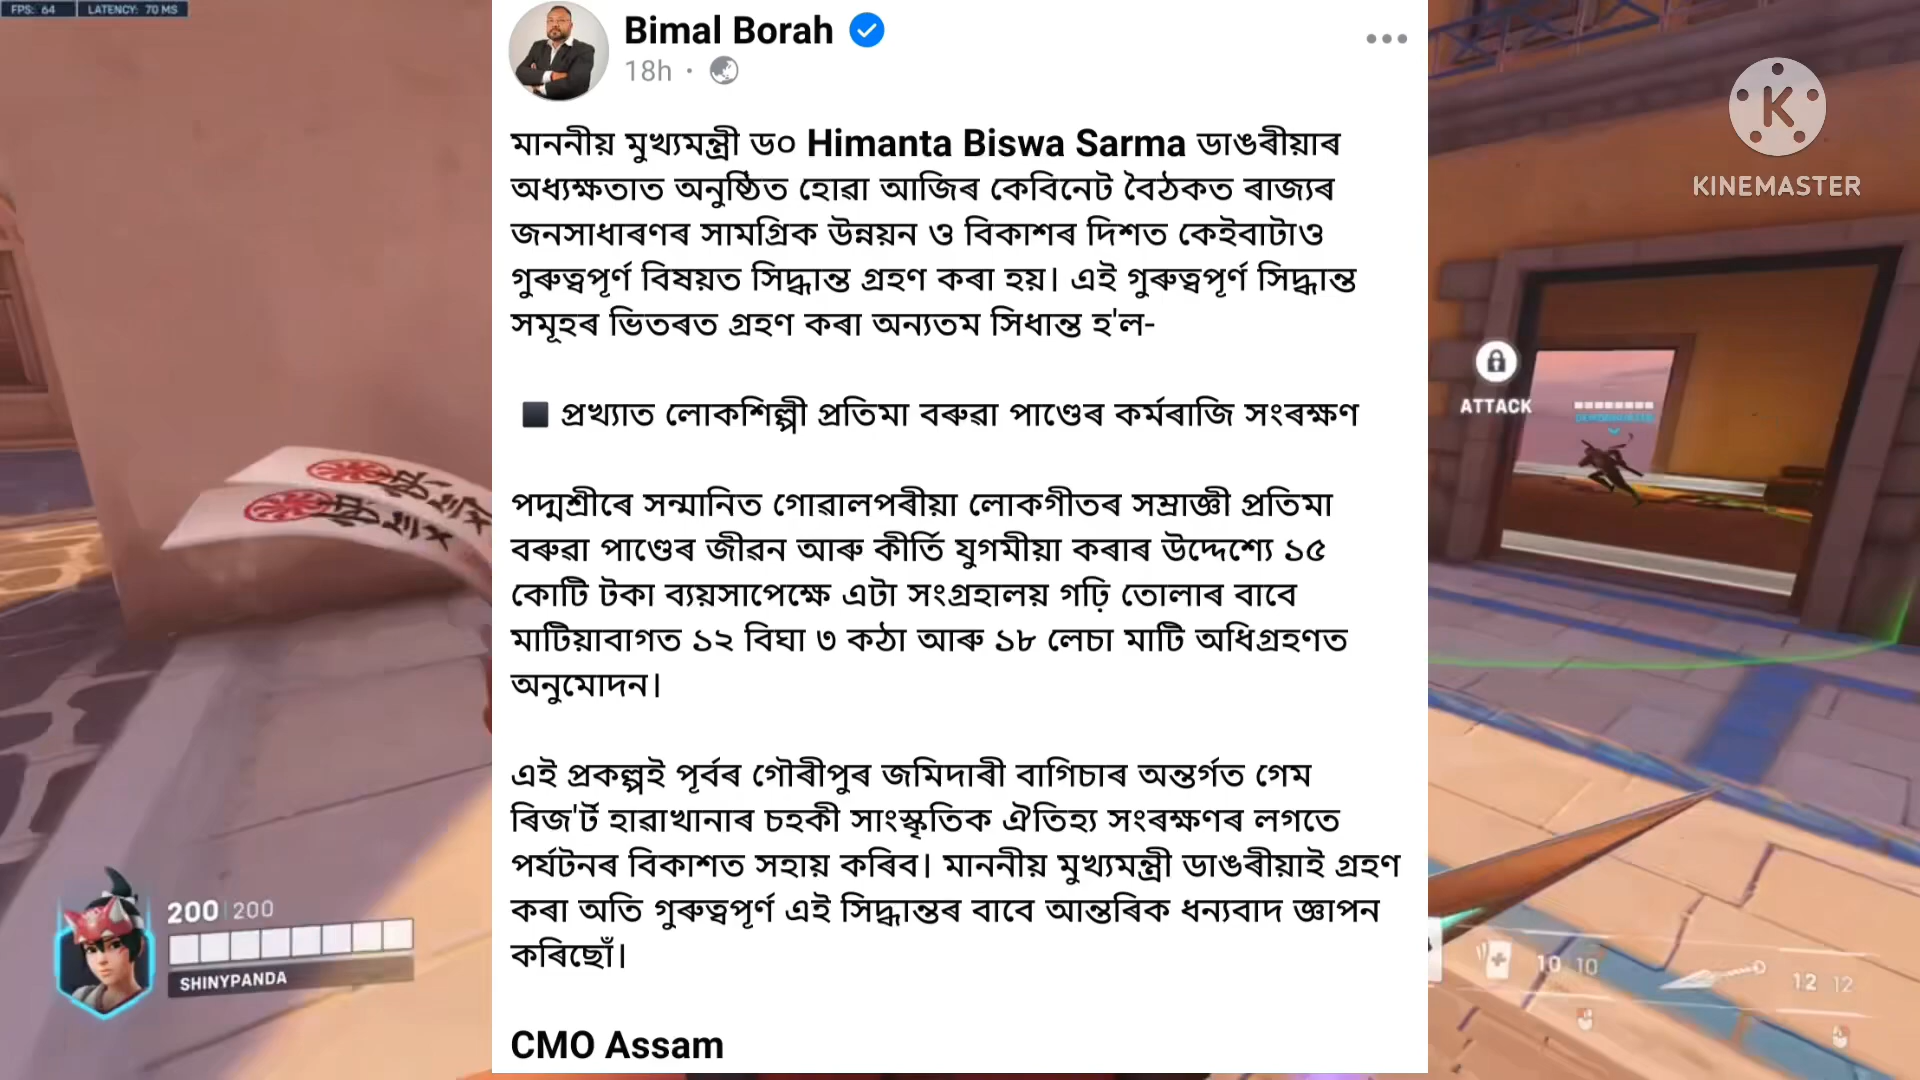 FPS: 64 LATENCY: 70 MS
Bimal Borah
18h
মাননীয় মুখ্যমন্ত্ৰী ড০ Himanta Biswa Sarma ডাঙৰীয়াৰ
অধ্যক্ষতাত অনুষ্ঠিত হোৱা আজিৰ কেবিনেট বৈঠকত ৰাজ্যৰ
জনসাধাৰণৰ সামগ্ৰিক উন্নয়ন ও বিকাশৰ দিশত কেইবাটাও
গুৰুত্বপূৰ্ণ বিষয়ত সিদ্ধান্ত গ্ৰহণ কৰা হয়। এই গুৰুত্বপূৰ্ণ সিদ্ধান্ত
সমূহৰ ভিতৰত গ্ৰহণ কৰা অন্যতম সিধান্ত হ'ল-
■ প্ৰখ্যাত লোকশিল্পী প্ৰতিমা বৰুৱা পাণ্ডেৰ কৰ্মৰাজি সংৰক্ষণ
পদ্মশ্ৰীৰে সন্মানিত গোৱালপৰীয়া লোকগীতৰ সম্ৰাজ্ঞী প্ৰতিমা
বৰুৱা পাণ্ডেৰ জীৱন আৰু কীৰ্তি যুগমীয়া কৰাৰ উদ্দেশ্যে ১৫
কোটি টকা ব্যয়সাপেক্ষে এটা সংগ্ৰহালয় গঢ়ি তোলাৰ বাবে
মাটিয়াবাগত ১২ বিঘা ৩ কঠা আৰু ১৮ লেচা মাটি অধিগ্ৰহণত
অনুমোদন।
এই প্ৰকল্পই পূৰ্বৰ গৌৰীপুৰ জমিদাৰী বাগিচাৰ অন্তৰ্গত গেম
ৰিজ'ৰ্ট হাৱাখানাৰ চহকী সাংস্কৃতিক ঐতিহ্য সংৰক্ষণৰ লগতে
পৰ্যটনৰ বিকাশত সহায় কৰিব। মাননীয় মুখ্যমন্ত্ৰী ডাঙৰীয়াই গ্ৰহণ
কৰা অতি গুৰুত্বপূৰ্ণ এই সিদ্ধান্তৰ বাবে আন্তৰিক ধন্যবাদ জ্ঞাপন
কৰিছোঁ।
CMO Assam
K
KINEMASTER
ATTACK
200 200
SHINYPANDA
10 10
12 12